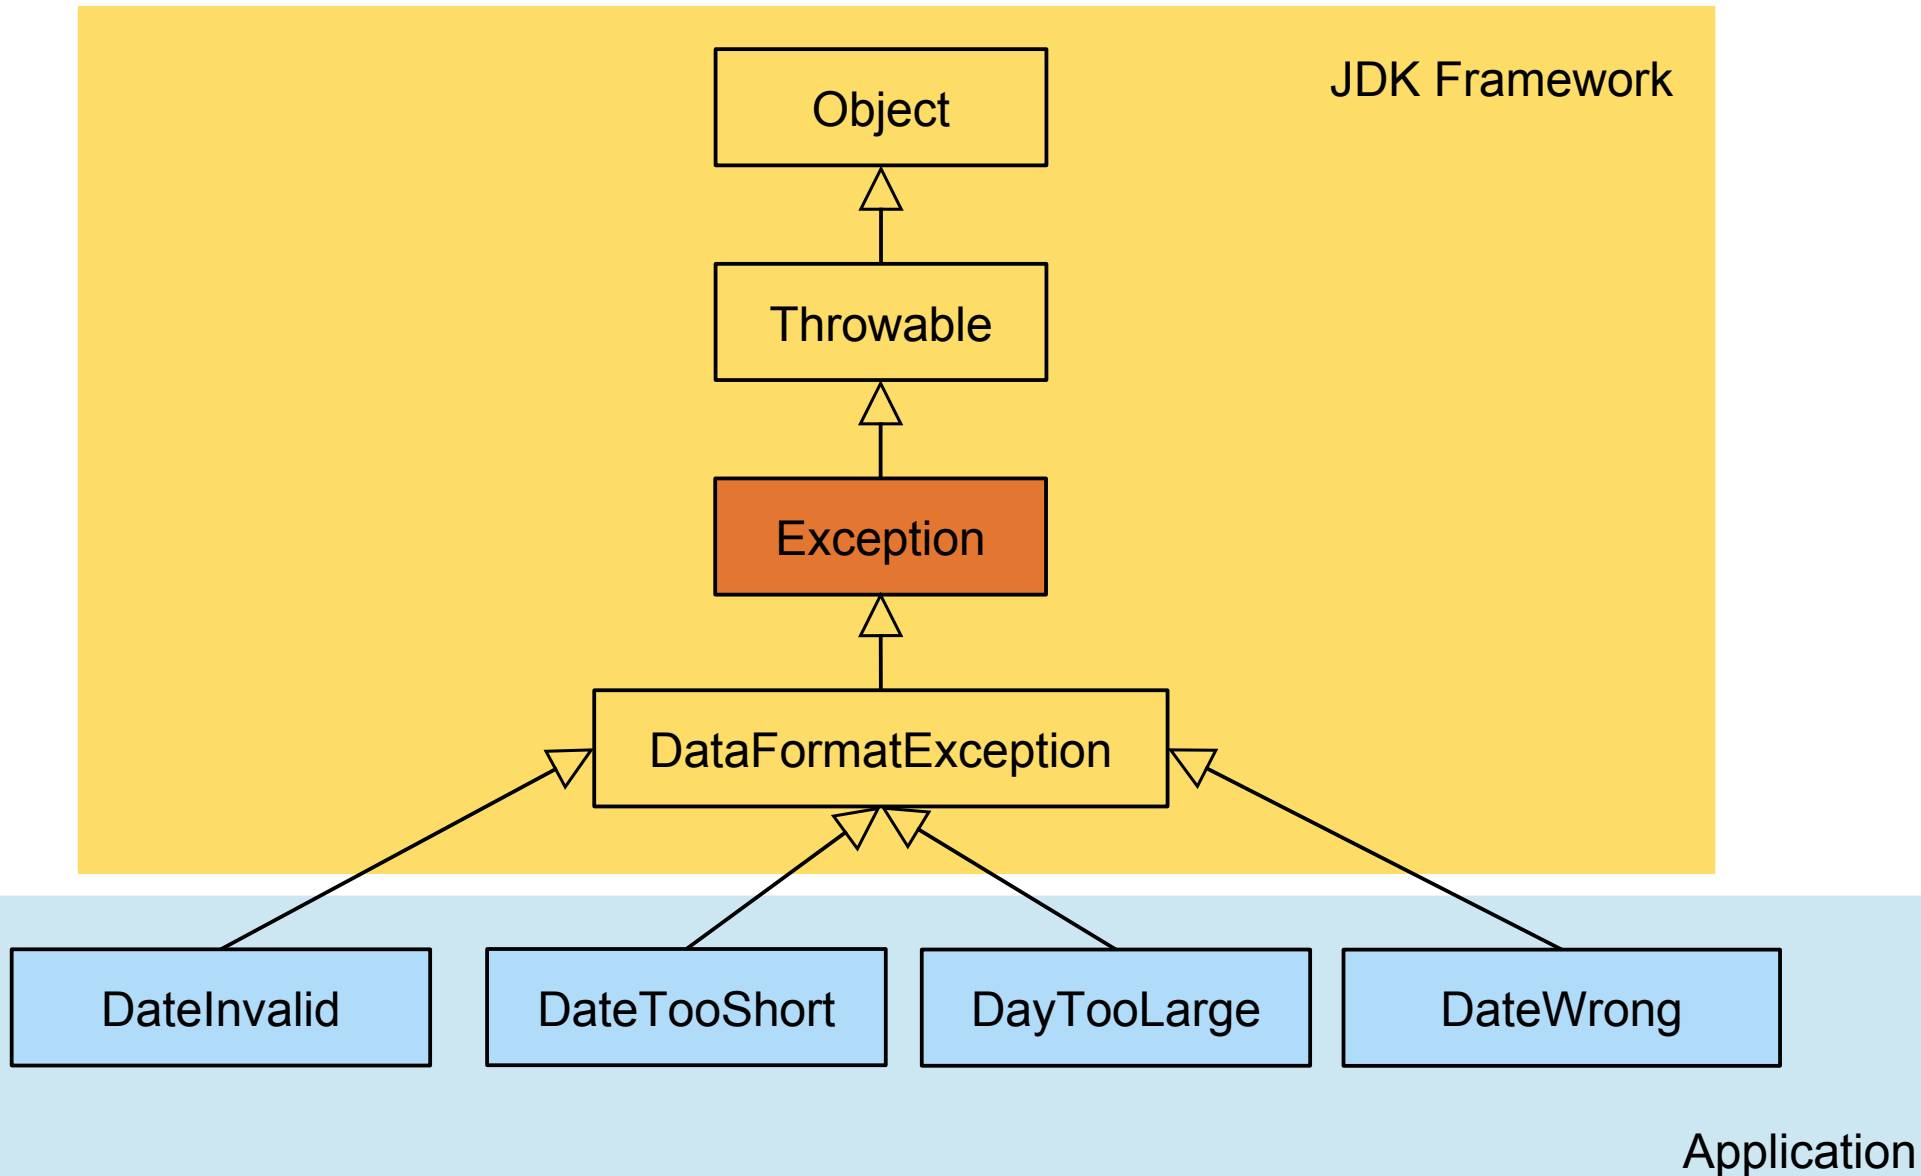 JDK Framework
Object
Throwable
Exception
DataFormatException
DateInvalid
DateTooShort
DayTooLarge
DateWrong
Application